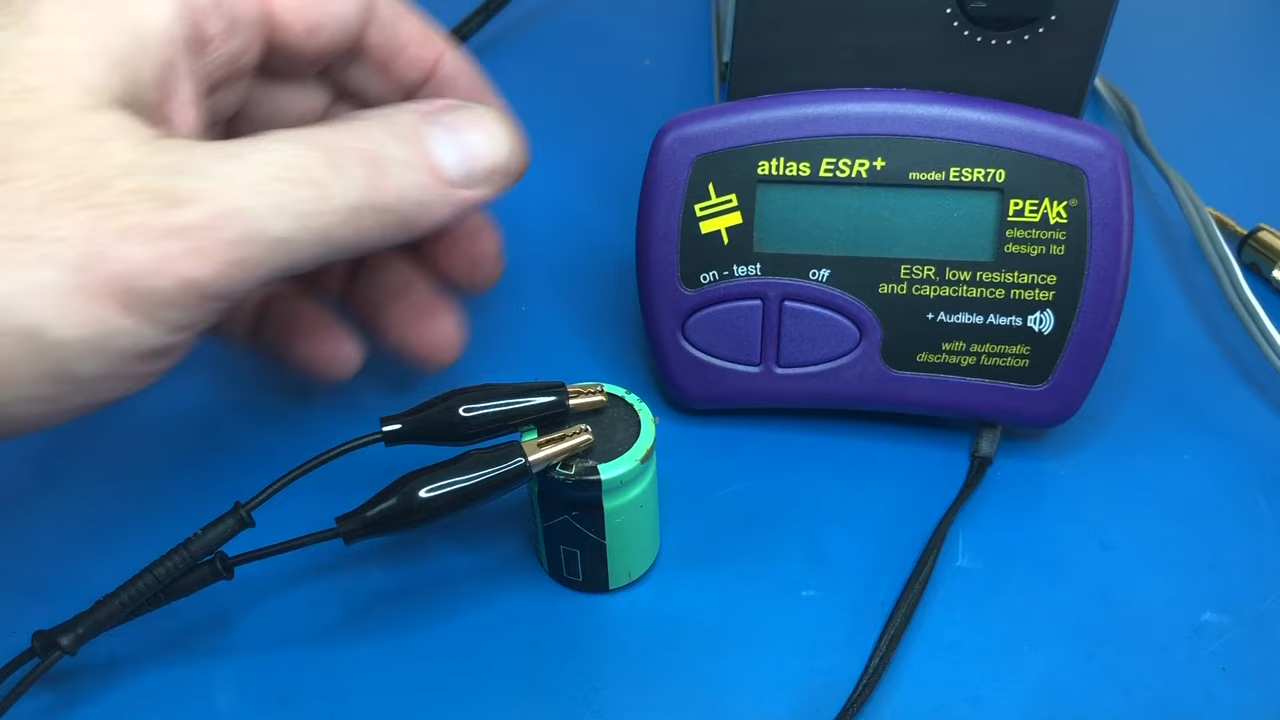 atlas ESR+ model ESR70
PEAK®
electronic
design ltd
on - test off
ESR, low resistance
and capacitance meter
+ Audible Alerts
with automatic
discharge function